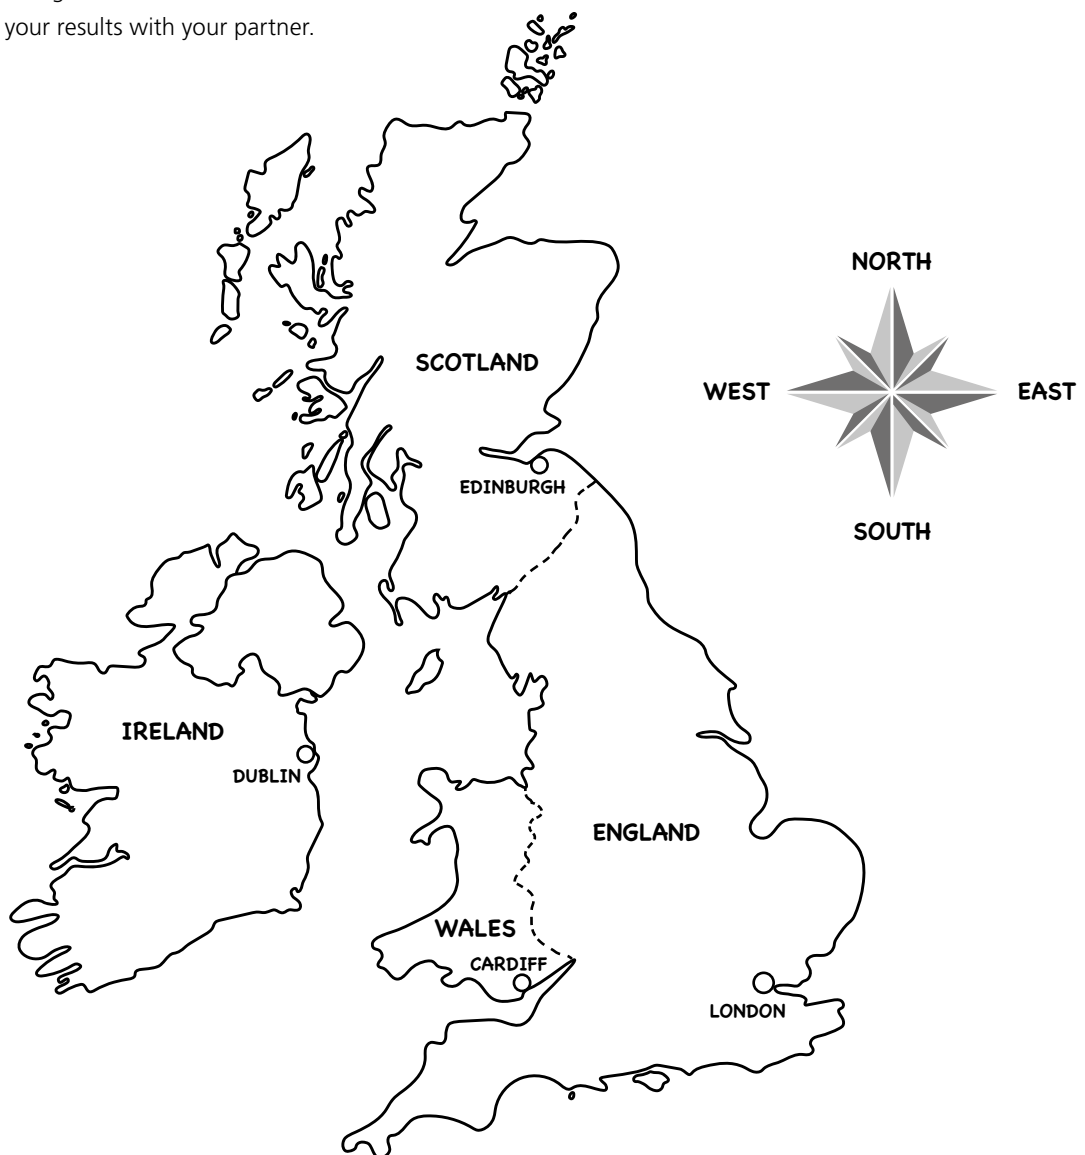 your results with your partner.
NORTH
SCOTLAND
WEST
EAST
EDINBURGH
SOUTH
IRELAND
DUBLIN
ENGLAND
WALES
CARDIFF
LONDON